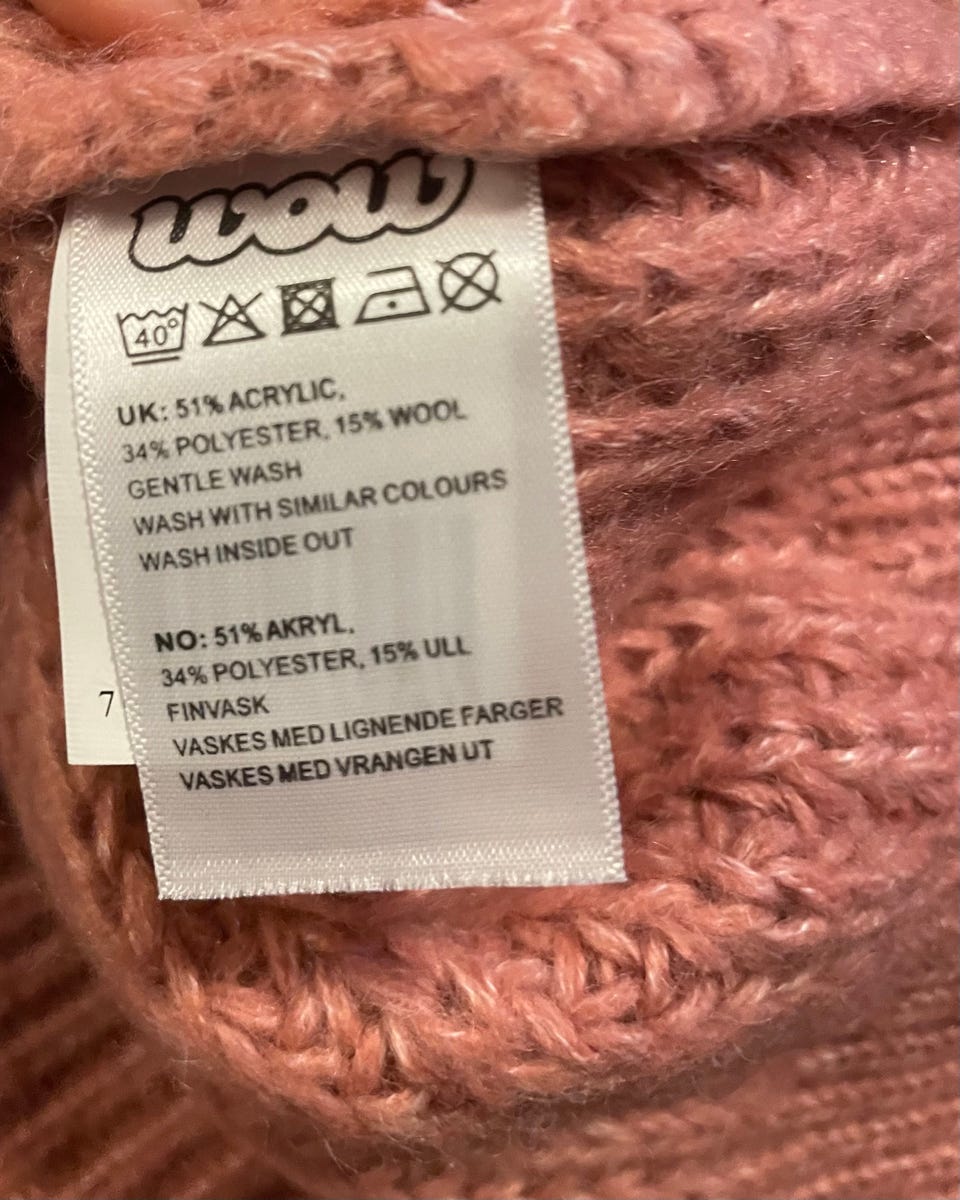 wow
40°
UK: 51% ACRYLIC,
34% POLYESTER, 15% WOOL
GENTLE WASH
WASH WITH SIMILAR COLOURS
WASH INSIDE OUT
NO: 51% AKRYL,
34% POLYESTER, 15% ULL
FINVASK
VASKES MED LIGNENDE FARGER
VASKES MED VRANGEN UT
7